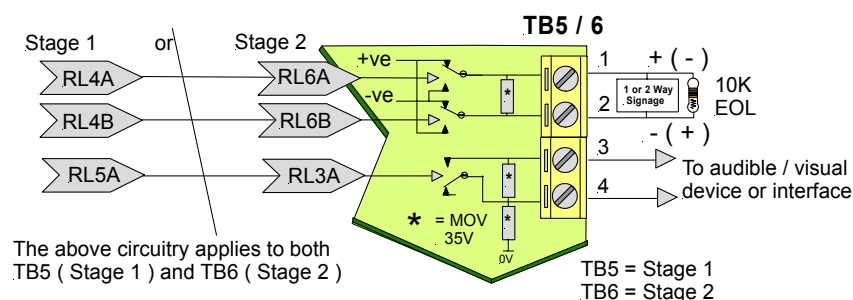 TB5 / 6
Stage 1
or
Stage 2
+ve
-ve
RL4A
RL6A
RL4B
RL6B
RL5A
RL3A
*
*
*
* = MOV
35V
0V
1
2
3
4
+ ( - )
1 or 2 Way
Signage
10K
EOL
- ( + )
To audible / visual
device or interface
The above circuitry applies to both
TB5 ( Stage 1 ) and TB6 ( Stage 2 )
TB5 = Stage 1
TB6 = Stage 2